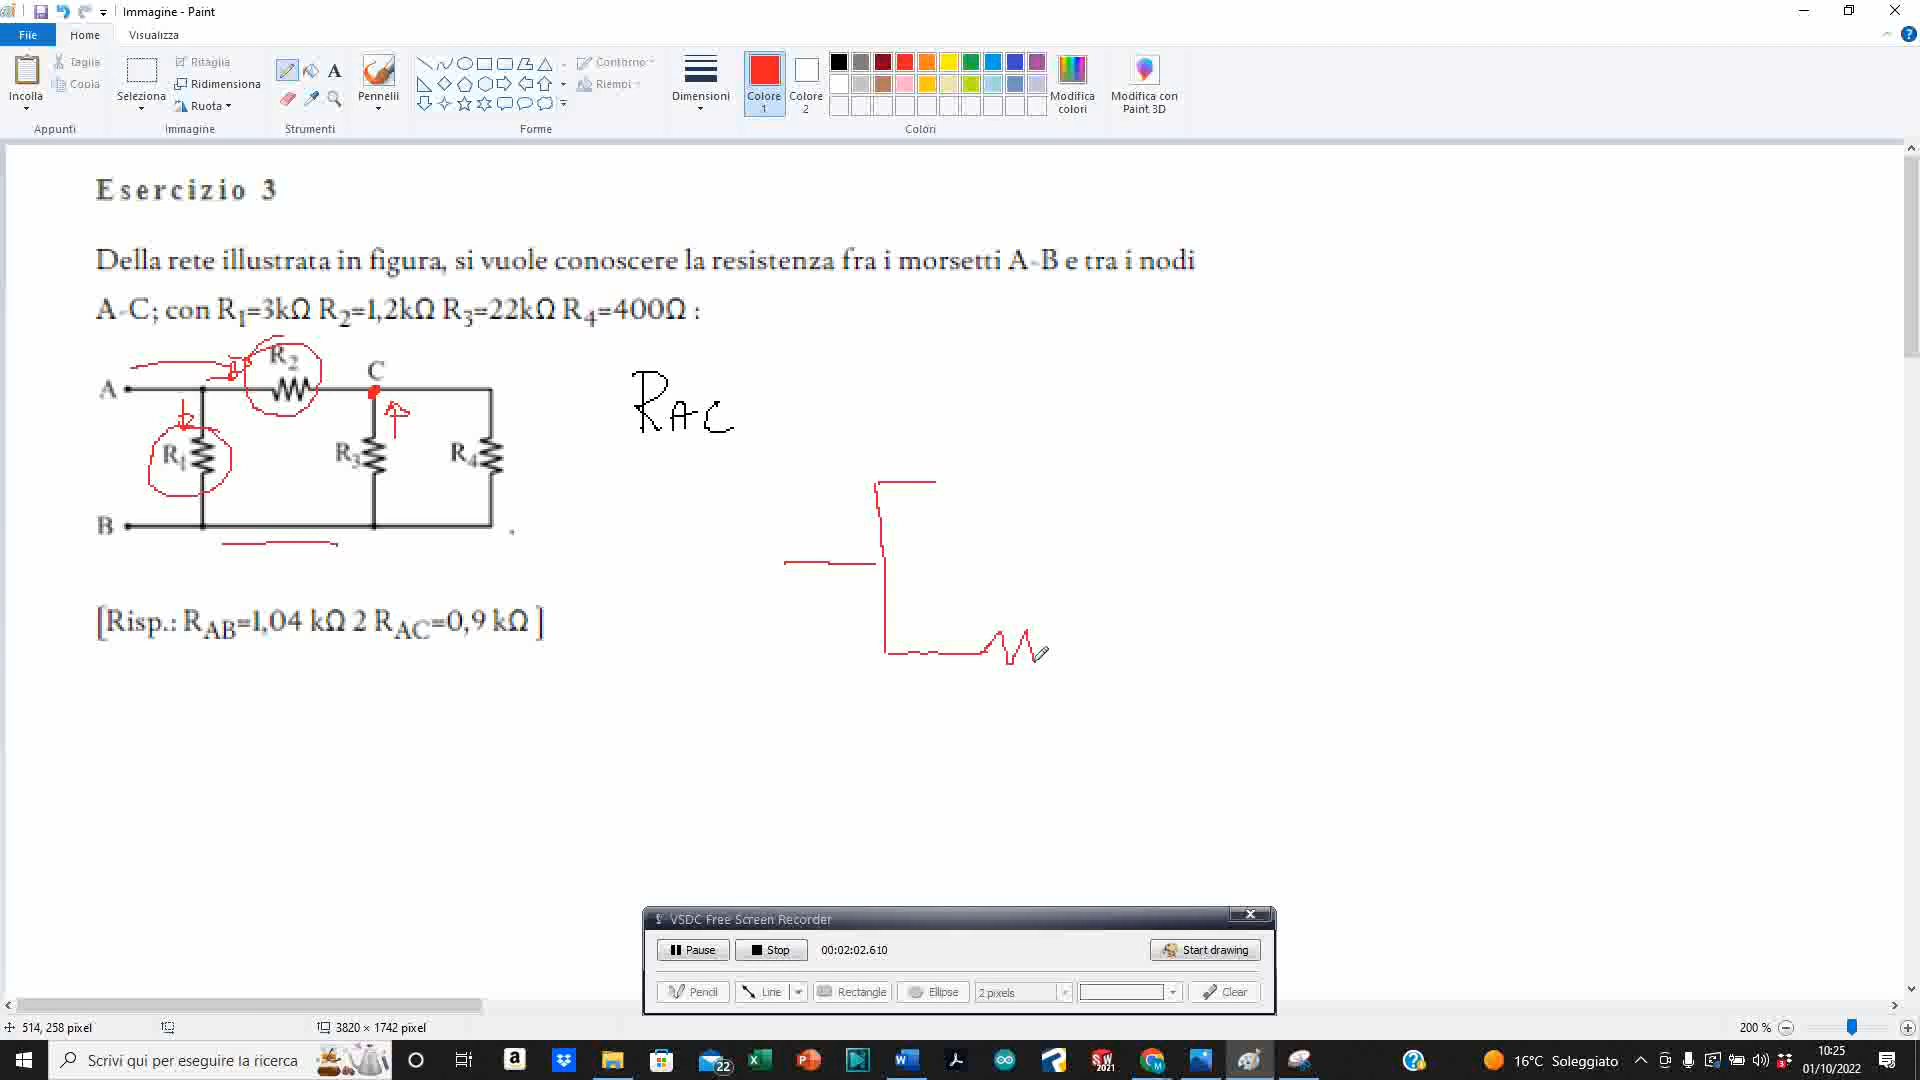 Immagine - Paint
File Home Visualizza
Incolla
Taglia
Copia
Appunti
Seleziona
Ritaglia
Ridimensiona
Ruota
Immagine
A
Pennelli
Strumenti
Contorno
Riempi
Forme
Dimensioni
Colore 1
Colore 2
Modifica colori
Modifica con Paint 3D
Colori
Esercizio 3
Della rete illustrata in figura, si vuole conoscere la resistenza fra i morsetti A-B e tra i nodi
A-C; con R1=3kΩ R2=1,2kΩ R3=22kΩ R4=400Ω :
R2
C
A
R1
R3
R4
B
RA-C
[Risp.: RAB=1,04 kΩ 2 RAC=0,9 kΩ ]
VSDC Free Screen Recorder
Pause Stop 00:02:02.610 Start drawing
Pencil Line Rectangle Ellipse 2 pixels Clear
514, 258 pixel 3820 × 1742 pixel 200 %
Scrivi qui per eseguire la ricerca
22
SW 2021
16°C Soleggiato
10:25
01/10/2022